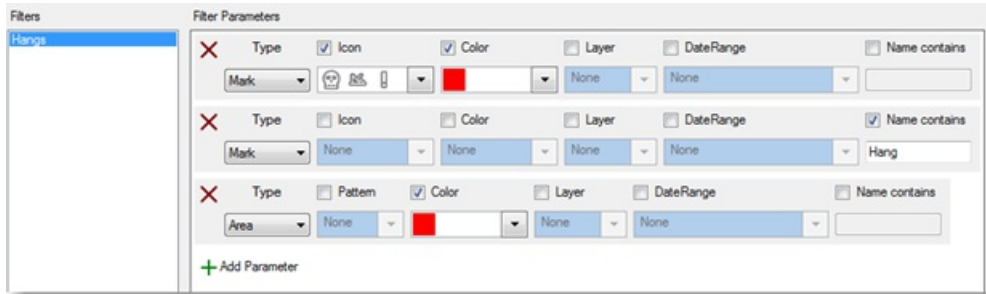 Filters Filter Parameters
Hangs
Type Icon Color Layer DateRange Name contains
Mark None None
Type Icon Color Layer DateRange Name contains
Mark None None None None Hang
Type Pattern Color Layer DateRange Name contains
Area None None None
Add Parameter